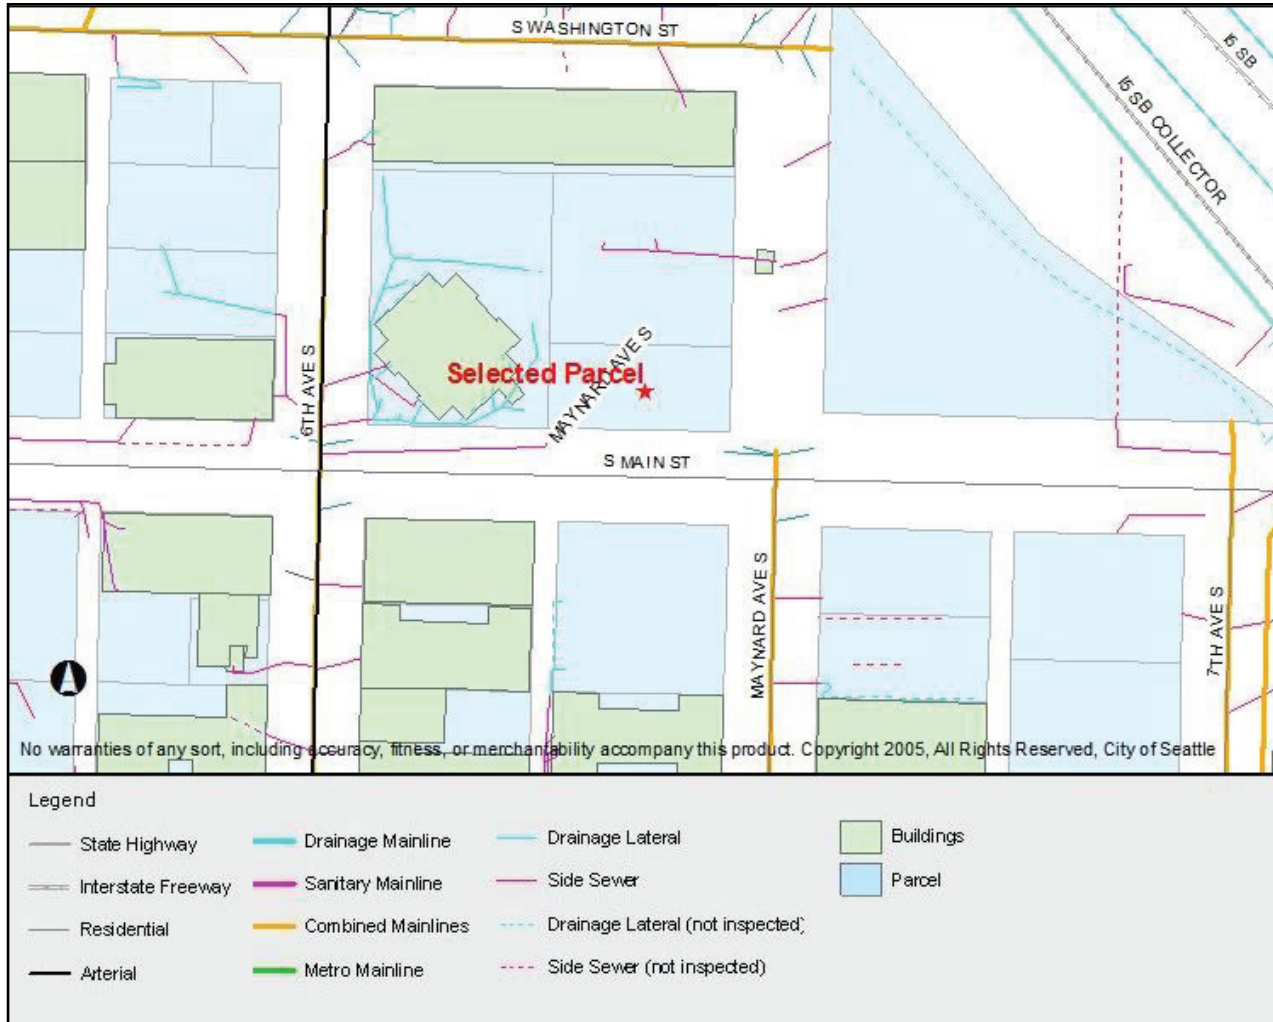 S WASHINGTON ST
I5 SB
I5 SB COLLECTOR
6TH AVE S
MAYNARD AVE S
Selected Parcel
S MAIN ST
MAYNARD AVE S
7TH AVE S
No warranties of any sort, including accuracy, fitness, or merchantability accompany this product. Copyright 2005, All Rights Reserved, City of Seattle
Legend
State Highway
Interstate Freeway
Residential
Arterial
Drainage Mainline
Sanitary Mainline
Combined Mainlines
Metro Mainline
Drainage Lateral
Side Sewer
Drainage Lateral (not inspected)
Side Sewer (not inspected)
Buildings
Parcel